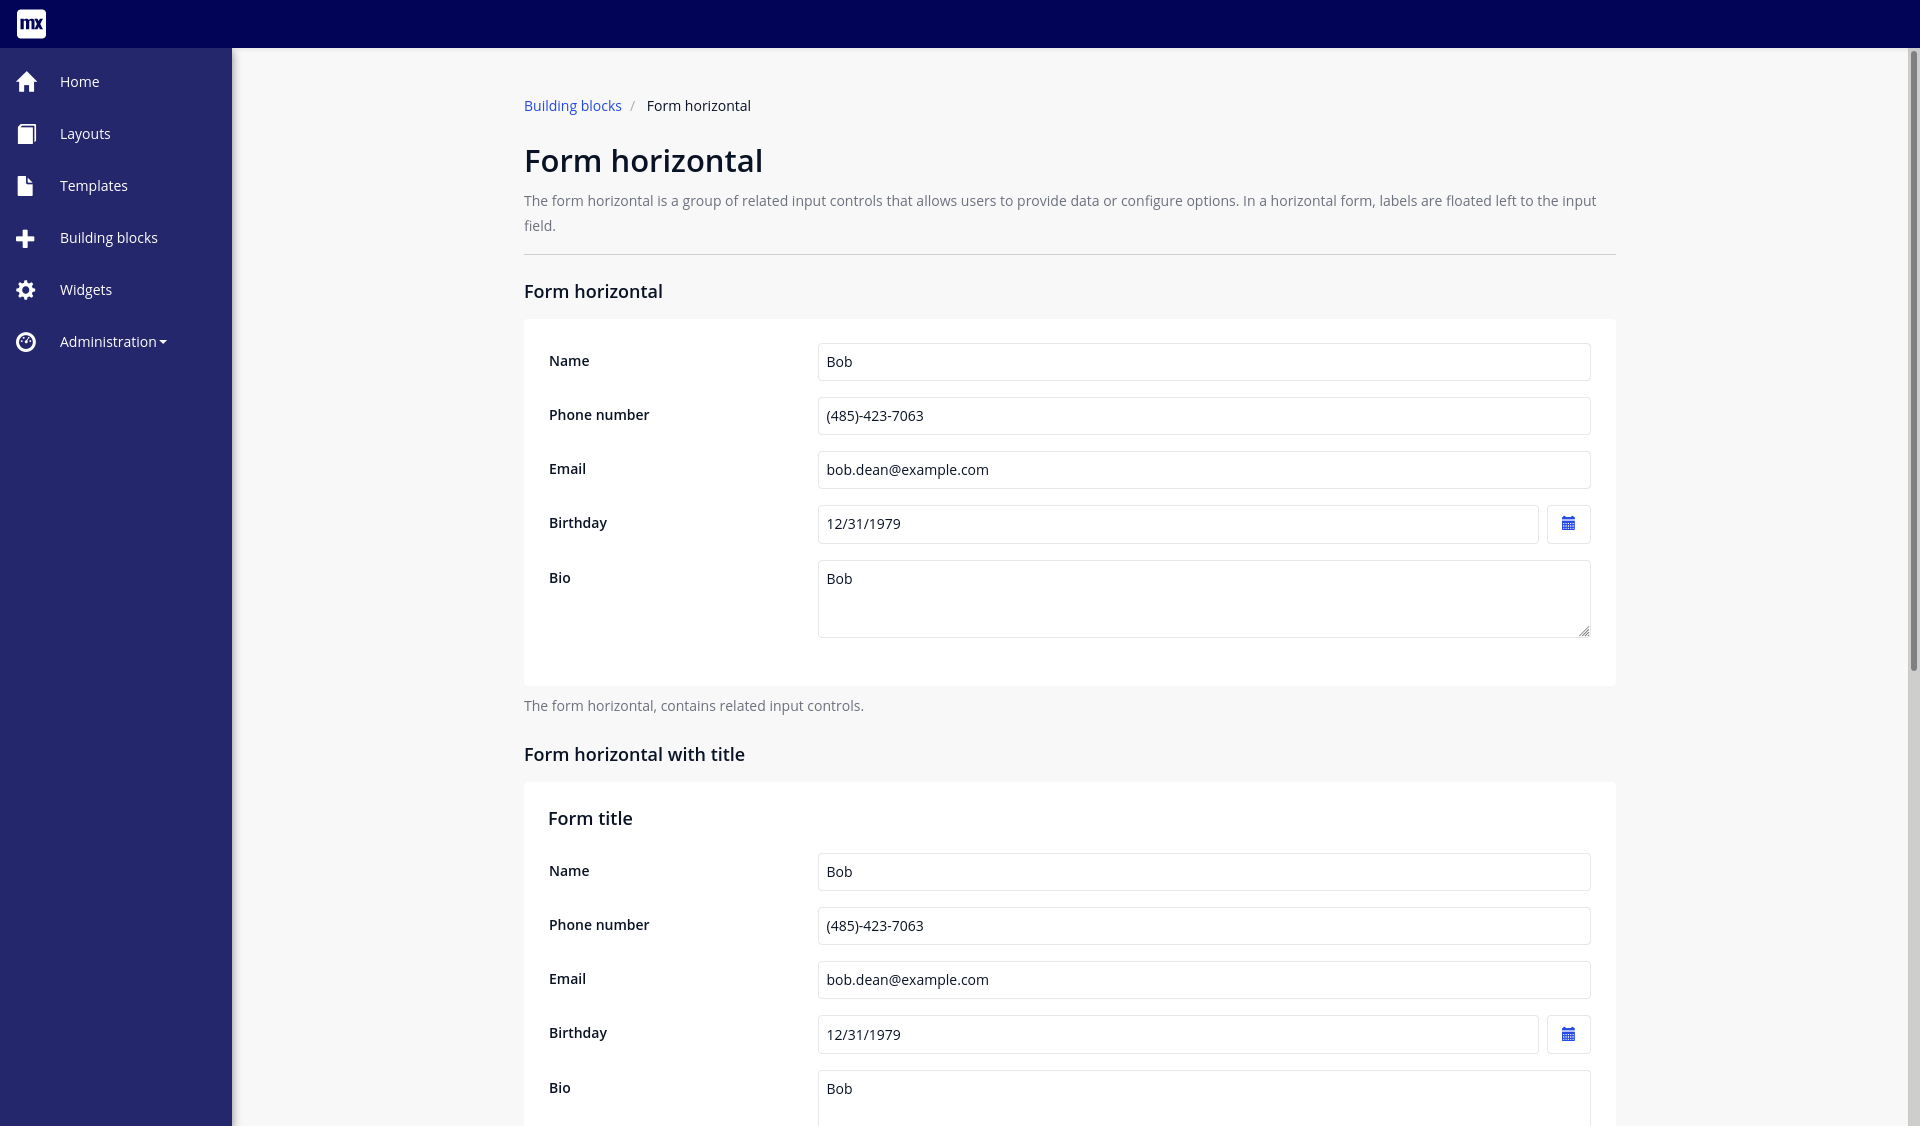 mx
Home
Layouts
Templates
Building blocks
Widgets
Administration
Building blocks / Form horizontal
Form horizontal
The form horizontal is a group of related input controls that allows users to provide data or configure options. In a horizontal form, labels are floated left to the input
field.
Form horizontal
Name Bob
Phone number (485)-423-7063
Email bob.dean@example.com
Birthday 12/31/1979
Bio Bob
The form horizontal, contains related input controls.
Form horizontal with title
Form title
Name Bob
Phone number (485)-423-7063
Email bob.dean@example.com
Birthday 12/31/1979
Bio Bob